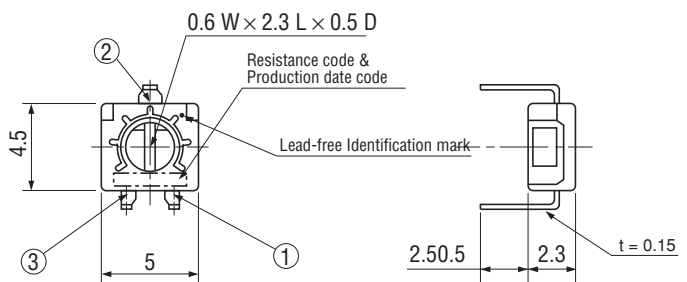 0.6 W × 2.3 L × 0.5 D
②
Resistance code &
Production date code
Lead-free Identification mark
4.5
③
5
①
2.50.5
2.3
t = 0.15